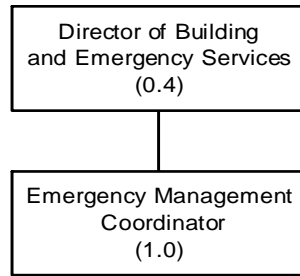 Director of Building
and Emergency Services
(0.4)
Emergency Management
Coordinator
(1.0)